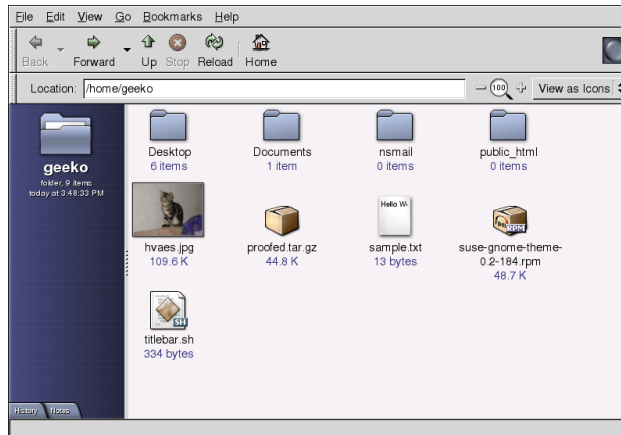 File Edit View Go Bookmarks Help
Back Forward Up Stop Reload Home
Location: /home/geeko 100 View as Icons
geeko
folder, 9 items
today at 3:48:33 PM
Desktop Documents nsmail public_html
6 items 1 item 0 items 0 items
Hello
RPM
hvaes.jpg proofed.tar.gz sample.txt suse-gnome-theme-
0.2-184.rpm
109.6 K 44.8 K 13 bytes
48.7 K
SH
titlebar.sh
334 bytes
History Notes